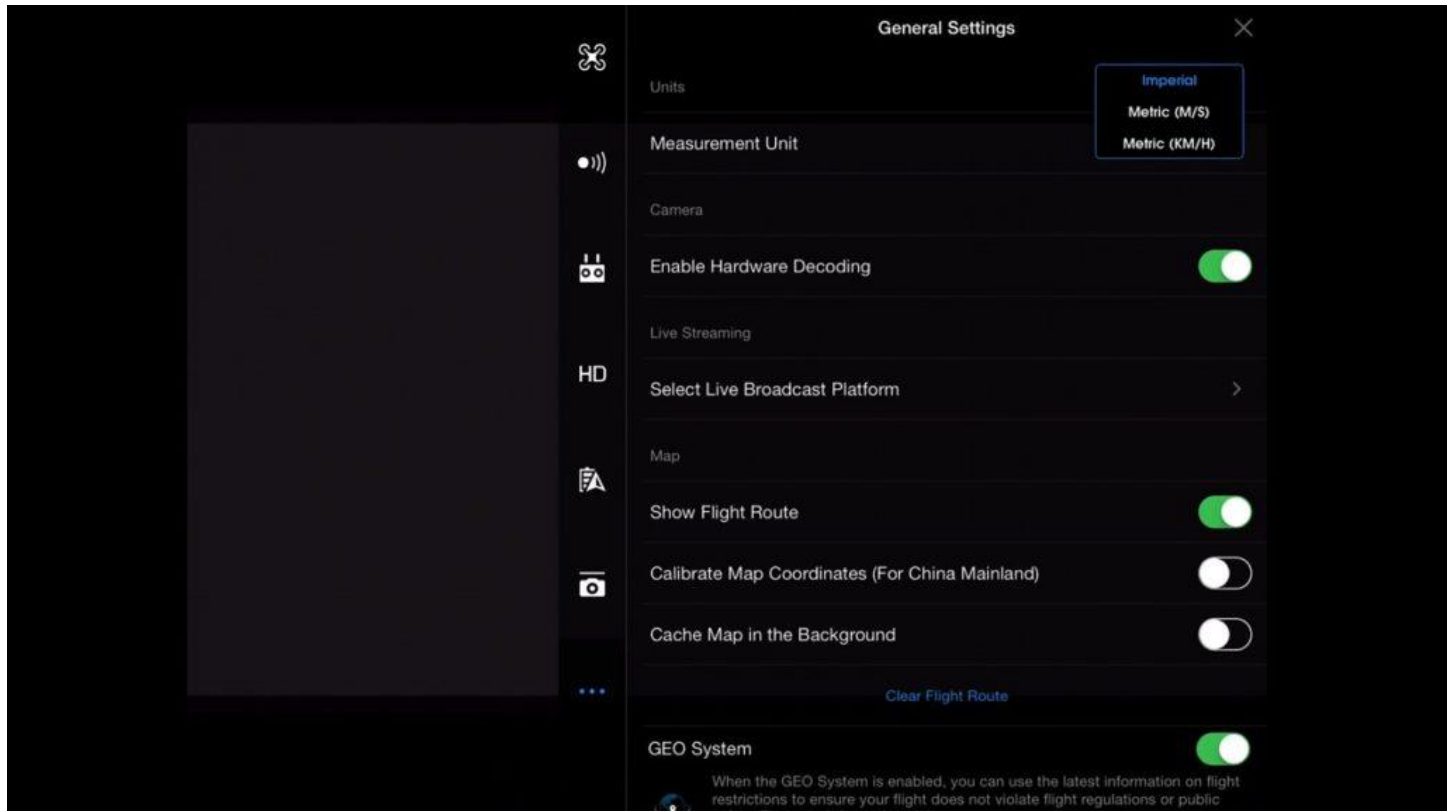 General Settings
Units
Imperial
Metric (M/S)
Measurement Unit
Metric (KM/H)
Camera
Enable Hardware Decoding
Live Streaming
HD
Select Live Broadcast Platform
Map
Show Flight Route
Calibrate Map Coordinates (For China Mainland)
Cache Map in the Background
Clear Flight Route
GEO System
When the GEO System is enabled, you can use the latest information on flight
restrictions to ensure your flight does not violate flight regulations or public